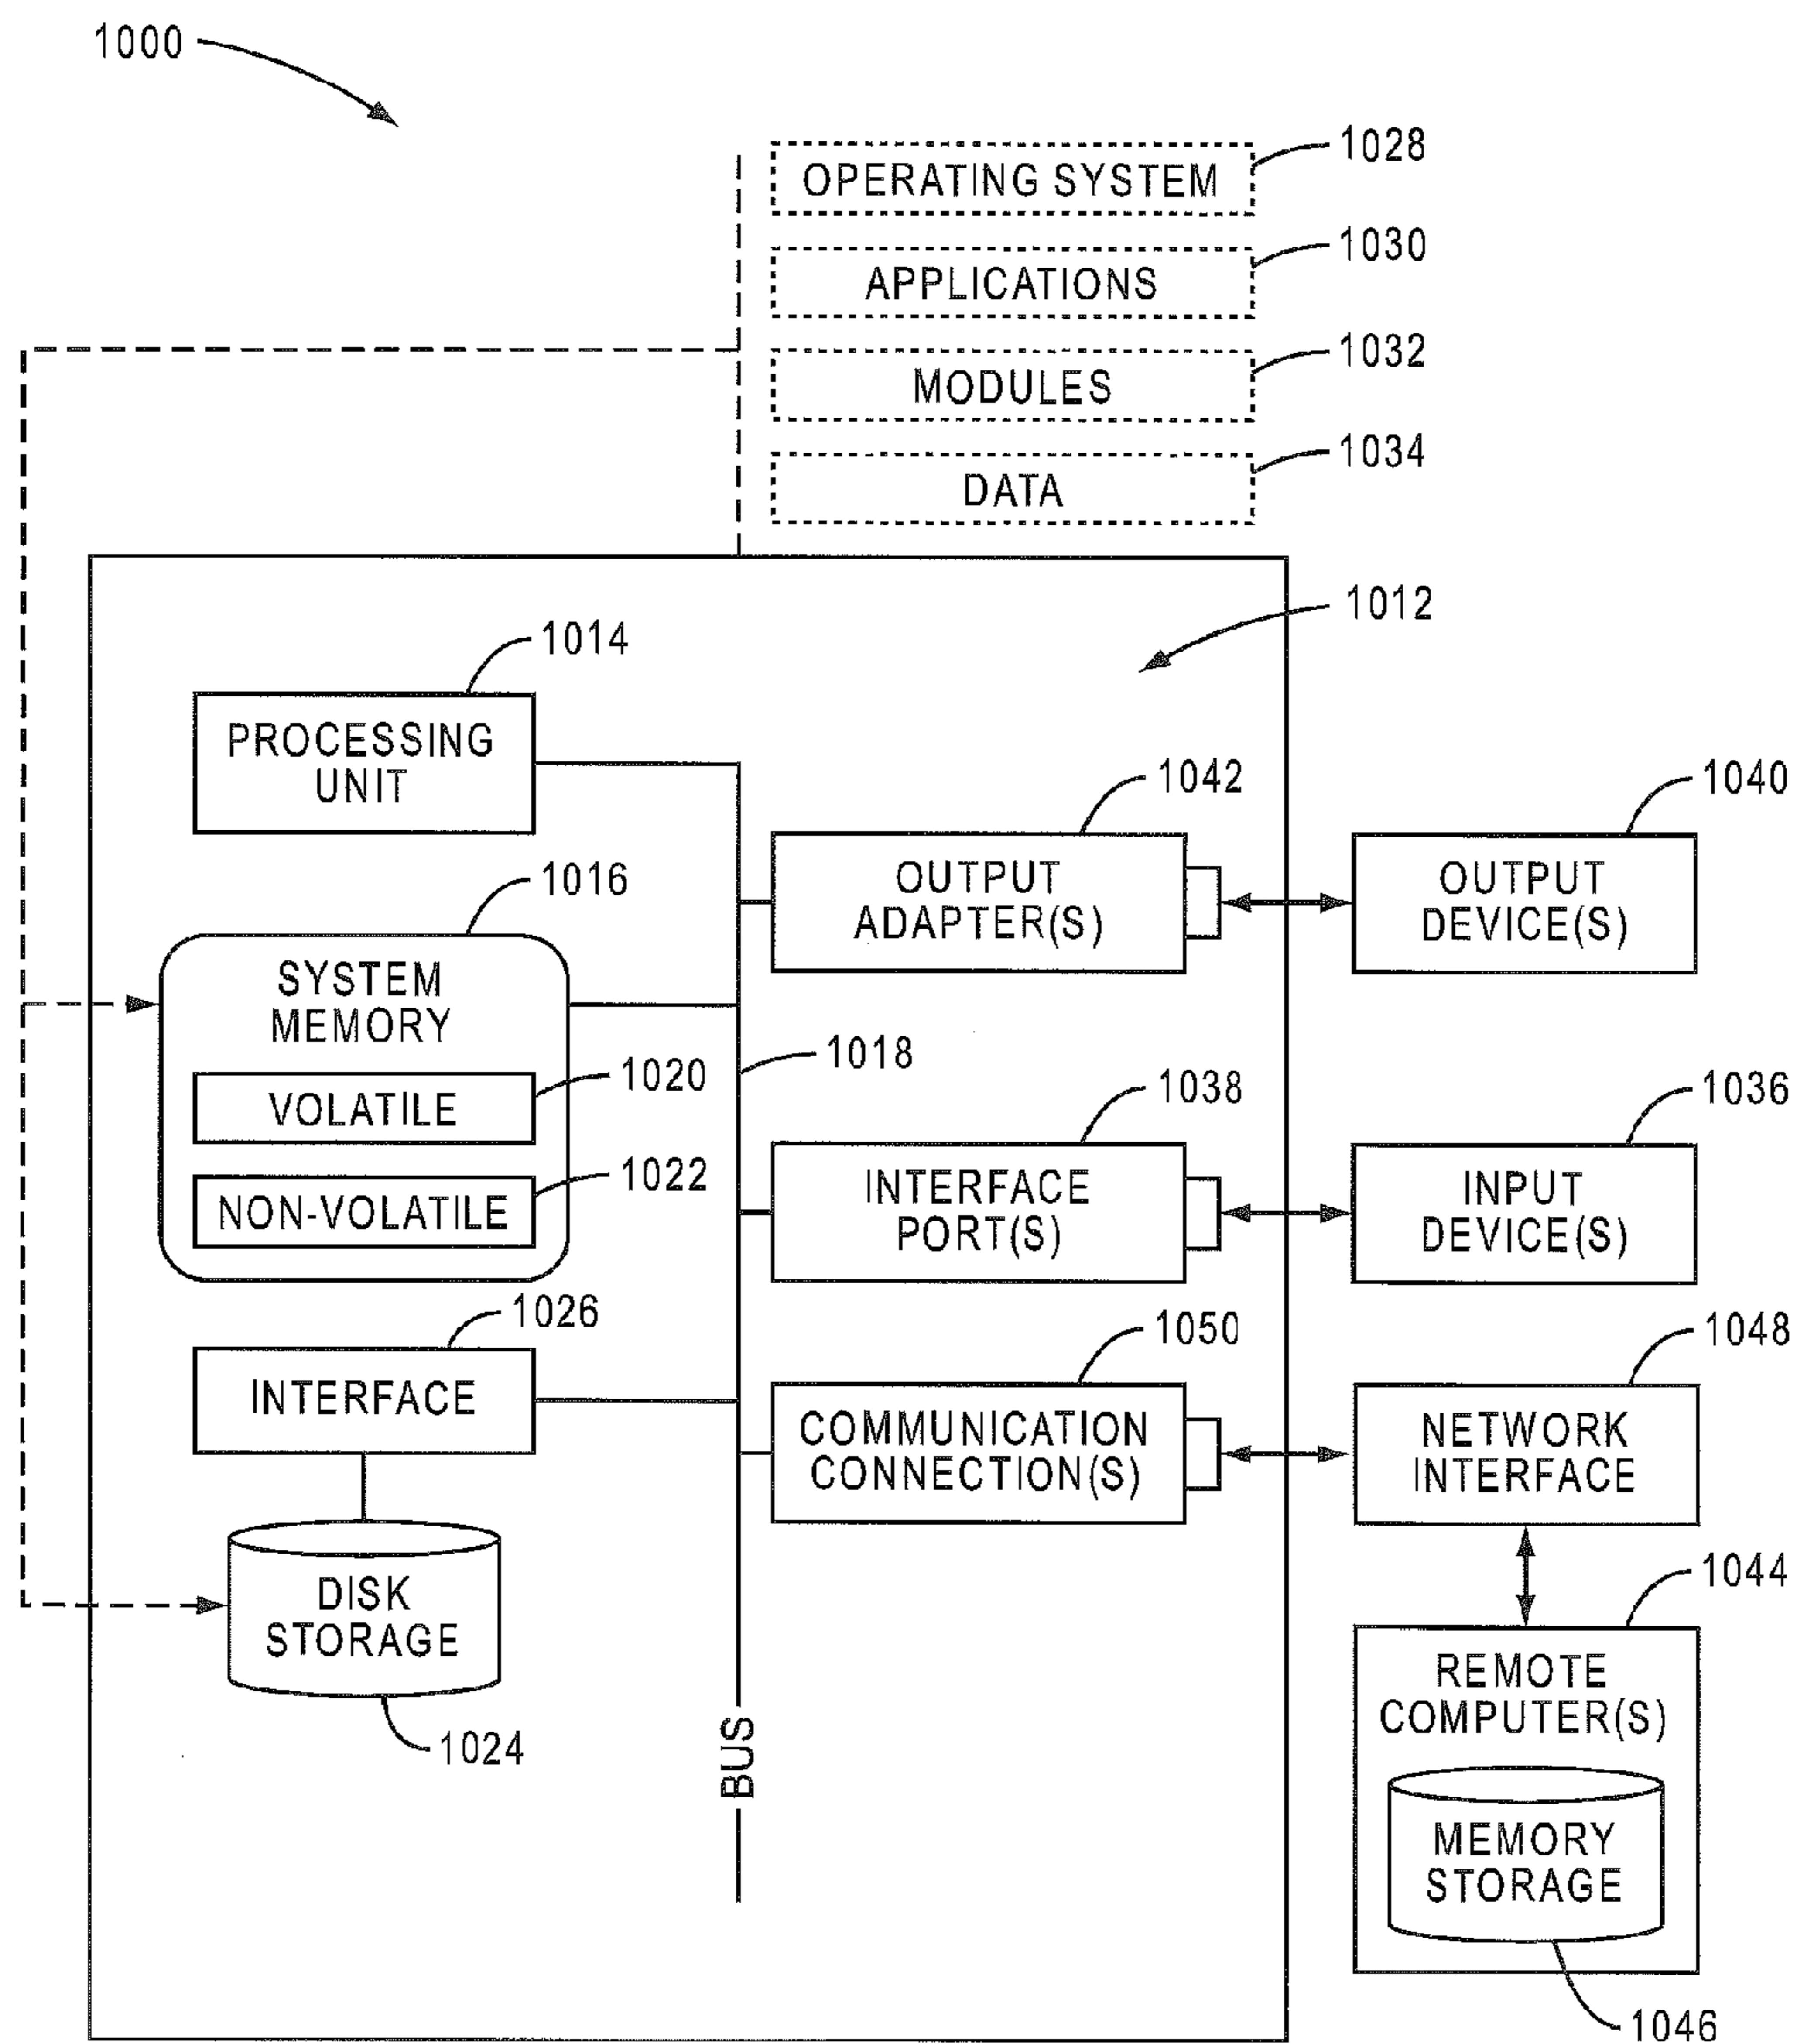 1000
OPERATING SYSTEM
1028
APPLICATIONS
1030
MODULES
1032
DATA
1034
1012
1014
PROCESSING
UNIT
1042
OUTPUT
ADAPTER(S)
1040
OUTPUT
DEVICE(S)
1016
SYSTEM
MEMORY
1020
VOLATILE
1022
NON-VOLATILE
1018
1038
INTERFACE
PORT(S)
1036
INPUT
DEVICE(S)
1026
INTERFACE
1050
COMMUNICATION
CONNECTION(S)
1048
NETWORK
INTERFACE
DISK
STORAGE
1024
BUS
1044
REMOTE
COMPUTER(S)
MEMORY
STORAGE
1046